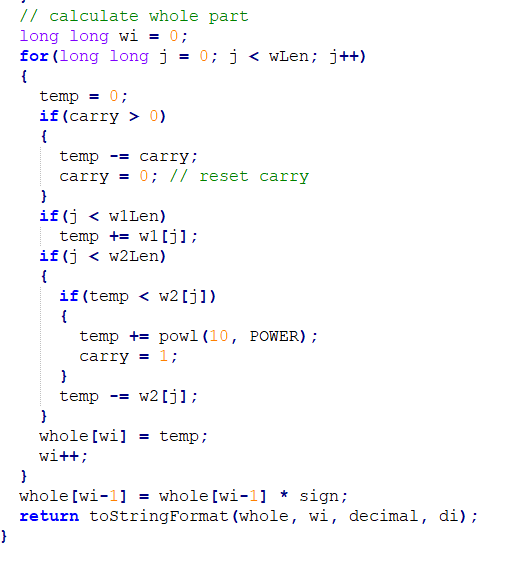 // calculate whole part
long long wi = 0;
for(long long j = 0; j < wLen; j++)
{
temp = 0;
if(carry > 0)
{
temp -= carry;
carry = 0; // reset carry
}
if(j < w1Len)
temp += w1[j];
if(j < w2Len)
{
if(temp < w2[j])
{
temp += powl(10, POWER);
carry = 1;
}
temp -= w2[j];
}
whole[wi] = temp;
wi++;
}
whole[wi-1] = whole[wi-1] * sign;
return toStringFormat(whole, wi, decimal, di);
}